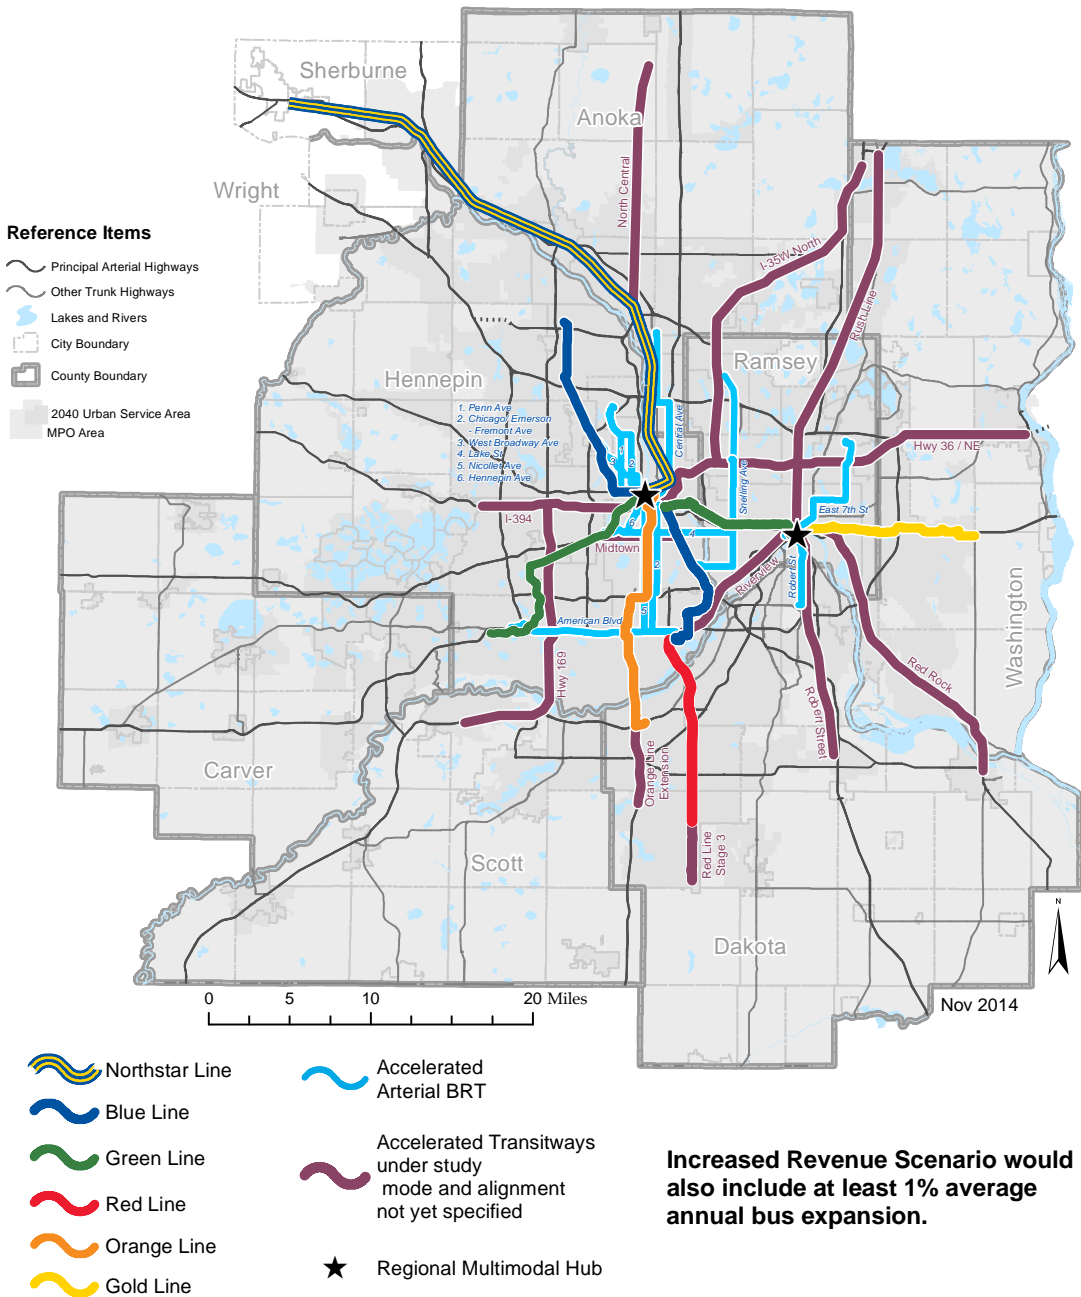 Sherburne
Anoka
Wright
North Central
I-35W North
Rush Line
Reference Items
Principal Arterial Highways
Other Trunk Highways
Lakes and Rivers
City Boundary
County Boundary
2040 Urban Service Area
MPO Area
Hennepin
Ramsey
1. Penn Ave
2. Chicago/ Emerson
- Fremont Ave
3. West Broadway Ave
4. Lake St
5. Nicollet Ave
6. Hennepin Ave
Central Ave
Snelling Ave
Hwy 36 / NE
East 7th St
I-394
Midtown
Riverview
Robert St
American Blvd
1
3
2
6
4
2
5
Hwy 169
Washington
Red Rock
Robert Street
Orange Line
Extension
Red Line
Stage 3
Carver
Scott
Dakota
N
Nov 2014
0 5 10 20 Miles
Northstar Line
Blue Line
Green Line
Red Line
Orange Line
Gold Line
Accelerated
Arterial BRT
Accelerated Transitways
under study
mode and alignment
not yet specified
Regional Multimodal Hub
Increased Revenue Scenario would
also include at least 1% average
annual bus expansion.